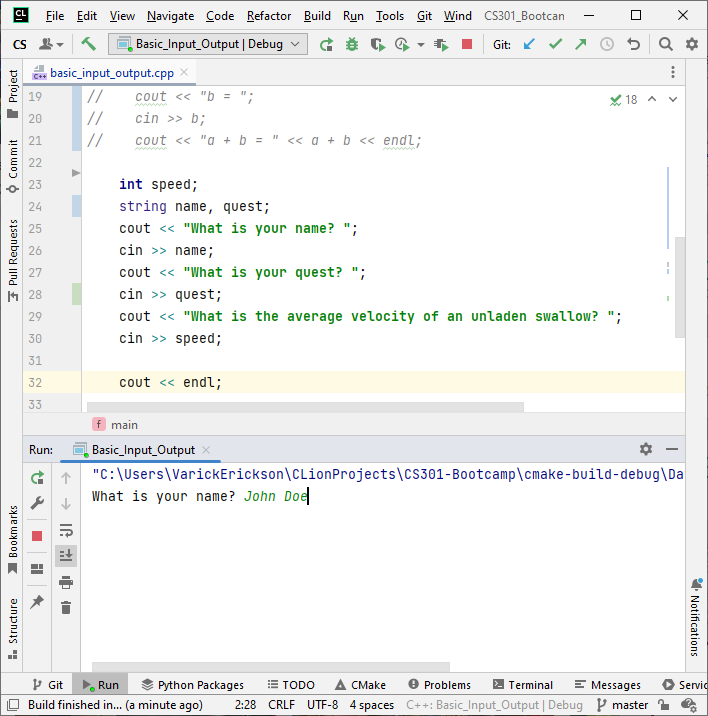 CL File Edit View Navigate Code Refactor Build Run Tools Git Wind CS301_Bootcan
CS Basic_Input_Output | Debug Git:
C++ basic_input_output.cpp
19 // cout << "b = "; 18
20 // cin >> b;
21 // cout << "a + b = " << a + b << endl;
22
23 int speed;
24 string name, quest;
25 cout << "What is your name? ";
26 cin >> name;
27 cout << "What is your quest? ";
28 cin >> quest;
29 cout << "What is the average velocity of an unladen swallow? ";
30 cin >> speed;
31
32 cout << endl;
33
f main
Project
Commit
Pull Requests
Bookmarks
Structure
Notifications
Run: Basic_Input_Output
"C:\Users\VarickErickson\CLionProjects\CS301-Bootcamp\cmake-build-debug\Da
What is your name? John Doe
Git Run Python Packages TODO CMake Problems Terminal Messages Servic
Build finished in... (a minute ago) 2:28 CRLF UTF-8 4 spaces C++: Basic_Input_Output | Debug master